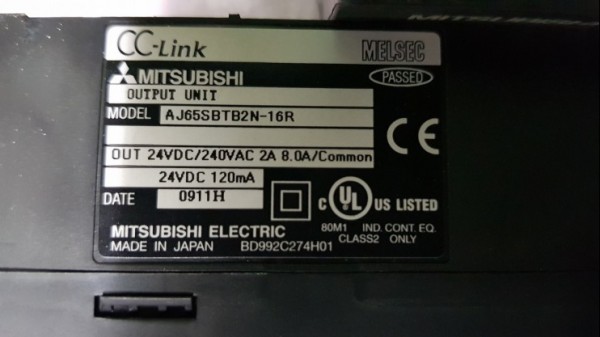 MITSUBISHI
CC-Link MELSEC
MITSUBISHI PASSED
OUTPUT UNIT
MODEL AJ65SBTB2N-16R
CE
OUT 24VDC/240VAC 2A 8.0A/Common
24VDC 120mA
DATE 0911H
C UL US LISTED
MITSUBISHI ELECTRIC 80M1 IND. CONT. EQ.
MADE IN JAPAN BD992C274H01 CLASS2 ONLY